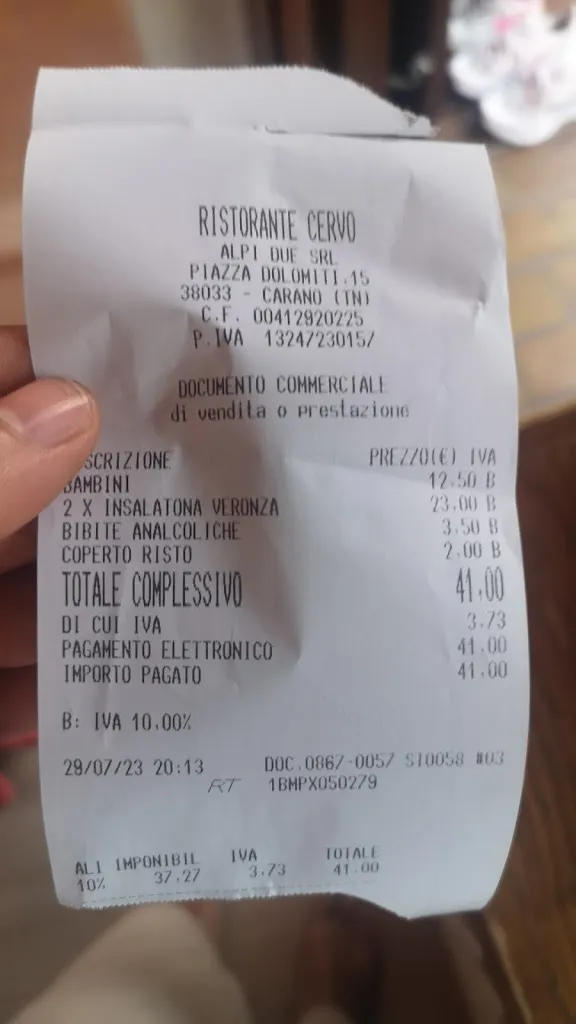 RISTORANTE CERVO
ALPI DUE SRL
PIAZZA DOLOMITI,15
38033 - CARANO (TN)
C.F. 00412920225
P.IVA 13247230157
DOCUMENTO COMMERCIALE
di vendita o prestazione
SCRIZIONE PREZZO(€) IVA
BAMBINI 12.50 B
2 X INSALATONA VERONZA 23.00 B
BIBITE ANALCOLICHE 3.50 B
COPERTO RISTO 2.00 B
TOTALE COMPLESSIVO 41,00
DI CUI IVA 3.73
PAGAMENTO ELETTRONICO 41.00
IMPORTO PAGATO 41.00
B: IVA 10.00%
29/07/23 20:13 DOC.0867-0057 ST0058 #03
RT 1BMPX050279
ALI IMPONIBIL IVA TOTALE
10% 37.27 3.73 41.00